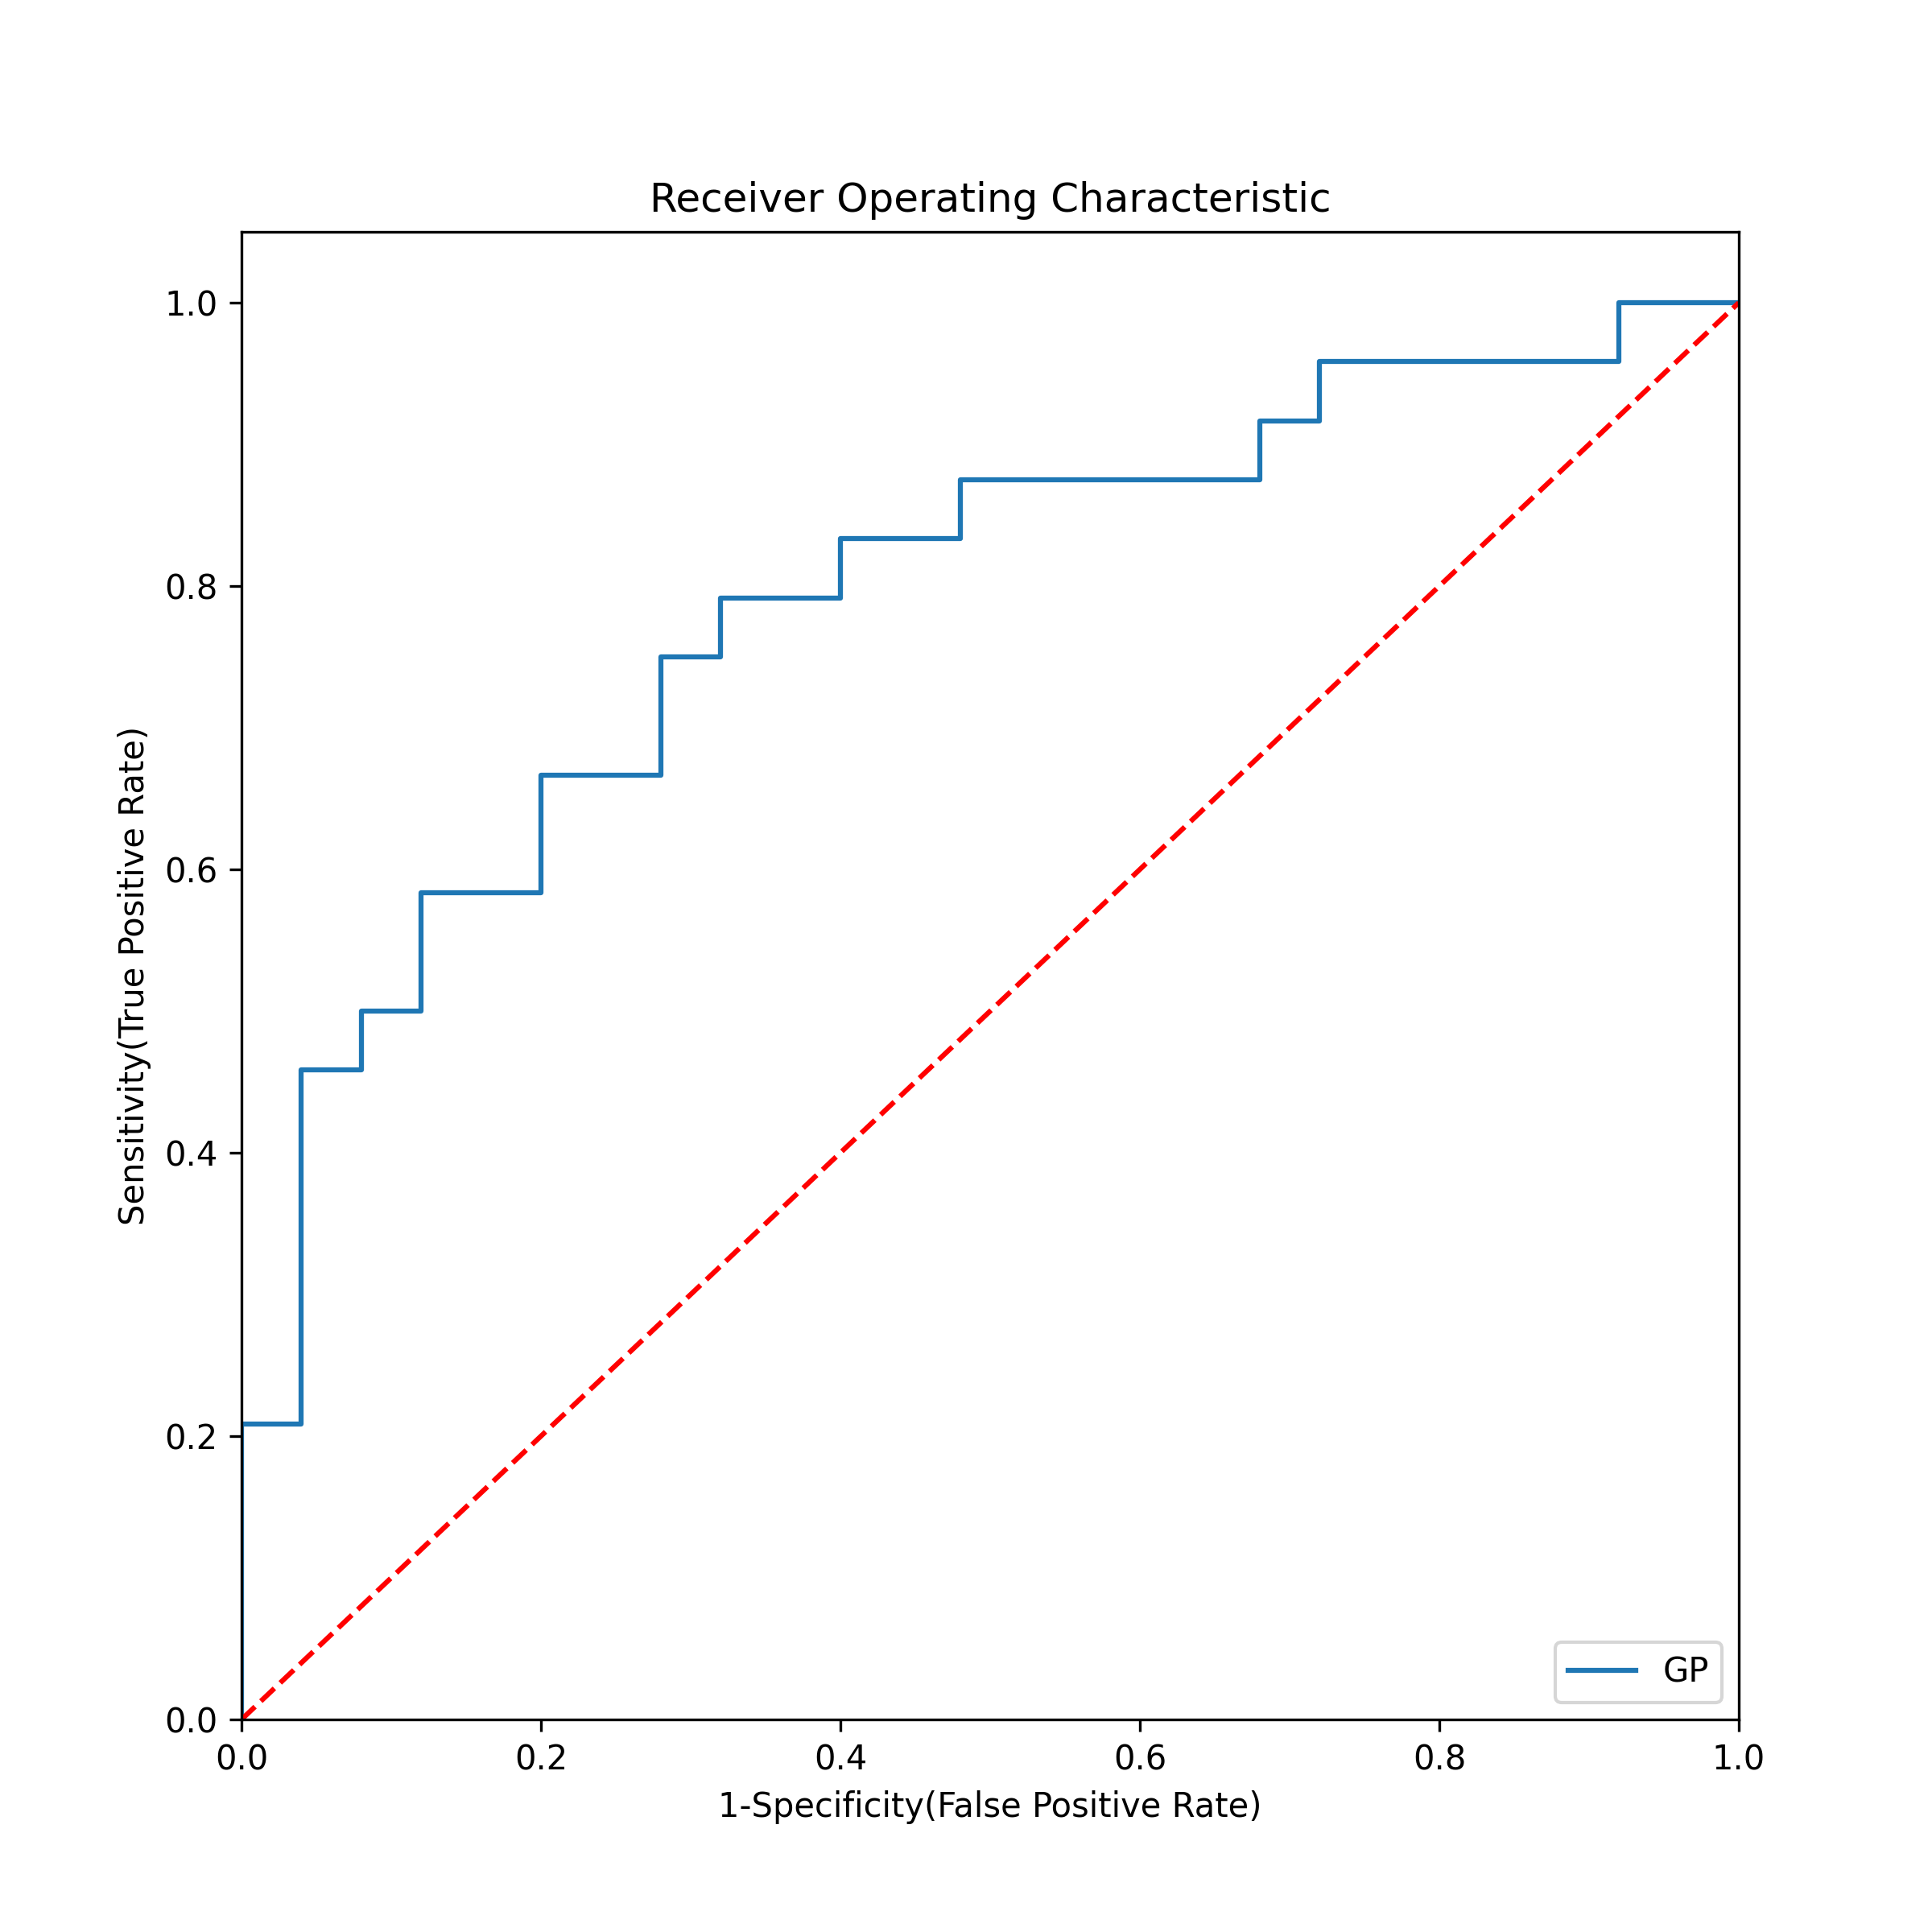 Receiver Operating Characteristic
1.0
0.8
0.6
0.4
0.2
0.0
Sensitivity(True Positive Rate)
0.0 0.2 0.4 0.6 0.8 1.0
1-Specificity(False Positive Rate)
GP